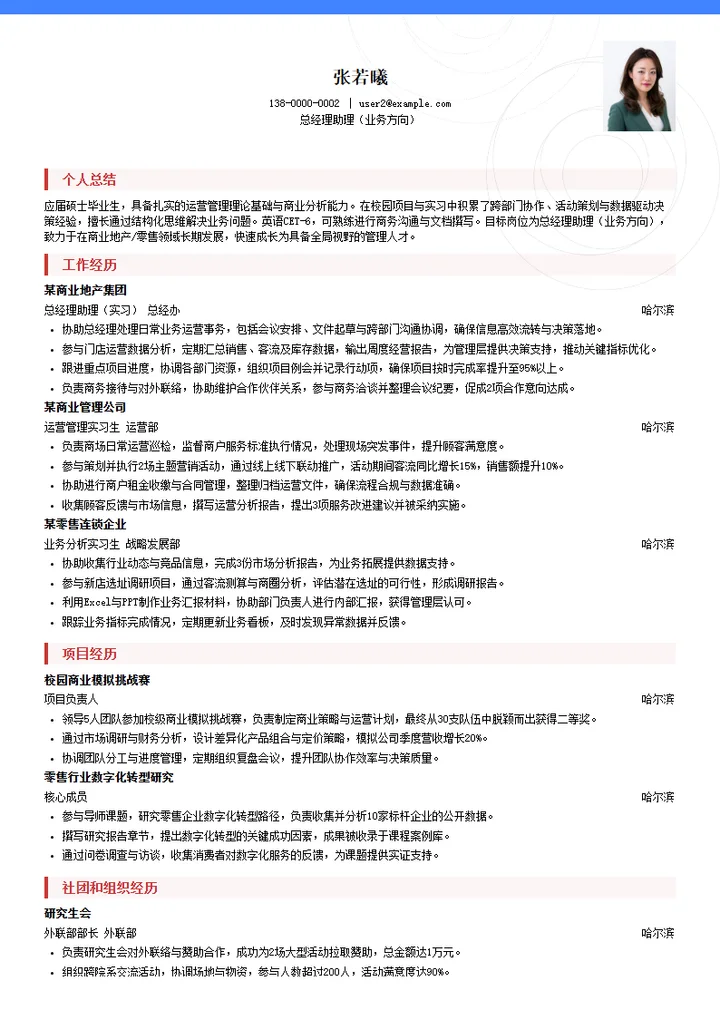 张若曦
138-0000-0002 | user2@example.com
总经理助理（业务方向）
个人总结
应届硕士毕业生，具备扎实的运营管理理论基础与商业分析能力。在校园项目与实习中积累了跨部门协作、活动策划与数据驱动决
策经验，擅长通过结构化思维解决业务问题。英语CET-6，可熟练进行商务沟通与文档撰写。目标岗位为总经理助理（业务方向），
致力于在商业地产/零售领域长期发展，快速成长为具备全局视野的管理人才。
工作经历
某商业地产集团
总经理助理（实习） 总经办 哈尔滨
• 协助总经理处理日常业务运营事务，包括会议安排、文件起草与跨部门沟通协调，确保信息高效流转与决策落地。
• 参与门店运营数据分析，定期汇总销售、客流及库存数据，输出周度经营报告，为管理层提供决策支持，推动关键指标优化。
• 跟进重点项目进度，协调各部门资源，组织项目例会并记录行动项，确保项目按时完成率提升至95%以上。
• 负责商务接待与对外联络，协助维护合作伙伴关系，参与商务洽谈并整理会议纪要，促成2项合作意向达成。
某商业管理公司
运营管理实习生 运营部 哈尔滨
• 负责商场日常运营巡检，监督商户服务标准执行情况，处理现场突发事件，提升顾客满意度。
• 参与策划并执行2场主题营销活动，通过线上线下联动推广，活动期间客流同比增长15%，销售额提升10%。
• 协助进行商户租金收缴与合同管理，整理归档运营文件，确保流程合规与数据准确。
• 收集顾客反馈与市场信息，撰写运营分析报告，提出3项服务改进建议并被采纳实施。
某零售连锁企业
业务分析实习生 战略发展部 哈尔滨
• 协助收集行业动态与竞品信息，完成3份市场分析报告，为业务拓展提供数据支持。
• 参与新店选址调研项目，通过客流测算与商圈分析，评估潜在选址的可行性，形成调研报告。
• 利用Excel与PPT制作业务汇报材料，协助部门负责人进行内部汇报，获得管理层认可。
• 跟踪业务指标完成情况，定期更新业务看板，及时发现异常数据并反馈。
项目经历
校园商业模拟挑战赛
项目负责人 哈尔滨
• 领导5人团队参加校级商业模拟挑战赛，负责制定商业策略与运营计划，最终从30支队伍中脱颖而出获得二等奖。
• 通过市场调研与财务分析，设计差异化产品组合与定价策略，模拟公司季度营收增长20%。
• 协调团队分工与进度管理，定期组织复盘会议，提升团队协作效率与决策质量。
零售行业数字化转型研究
核心成员 哈尔滨
• 参与导师课题，研究零售企业数字化转型路径，负责收集并分析10家标杆企业的公开数据。
• 撰写研究报告章节，提出数字化转型的关键成功因素，成果被收录于课程案例库。
• 通过问卷调查与访谈，收集消费者对数字化服务的反馈，为课题提供实证支持。
社团和组织经历
研究生会
外联部部长 外联部 哈尔滨
• 负责研究生会对外联络与赞助合作，成功为2场大型活动拉取赞助，总金额达1万元。
• 组织跨院系交流活动，协调场地与物资，参与人数超过200人，活动满意度达90%。